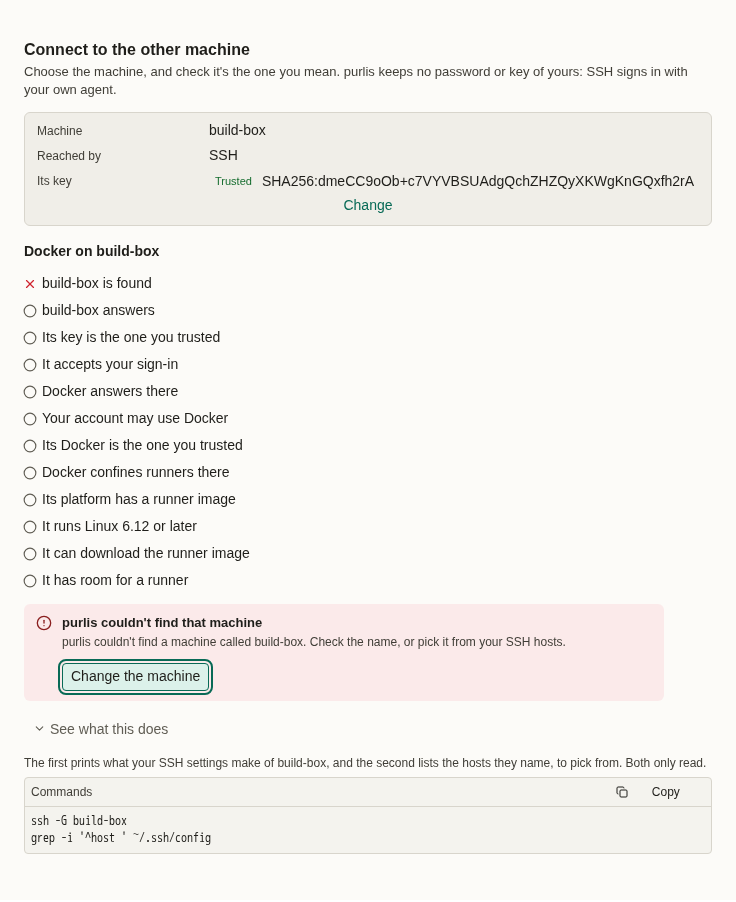 Connect to the other machine
Choose the machine, and check it's the one you mean. purlis keeps no password or key of yours: SSH signs in with
your own agent.
Machine build-box
Reached by SSH
Its key Trusted SHA256:dmeCC9oOb+c7VYVBSUAdgQchZHZQyXKWgKnGQxfh2rA
Change
Docker on build-box
build-box is found
build-box answers
Its key is the one you trusted
It accepts your sign-in
Docker answers there
Your account may use Docker
Its Docker is the one you trusted
Docker confines runners there
Its platform has a runner image
It runs Linux 6.12 or later
It can download the runner image
It has room for a runner
purlis couldn't find that machine
purlis couldn't find a machine called build-box. Check the name, or pick it from your SSH hosts.
Change the machine
See what this does
The first prints what your SSH settings make of build-box, and the second lists the hosts they name, to pick from. Both only read.
Commands Copy
ssh -G build-box
grep -i '^host ' ~/.ssh/config